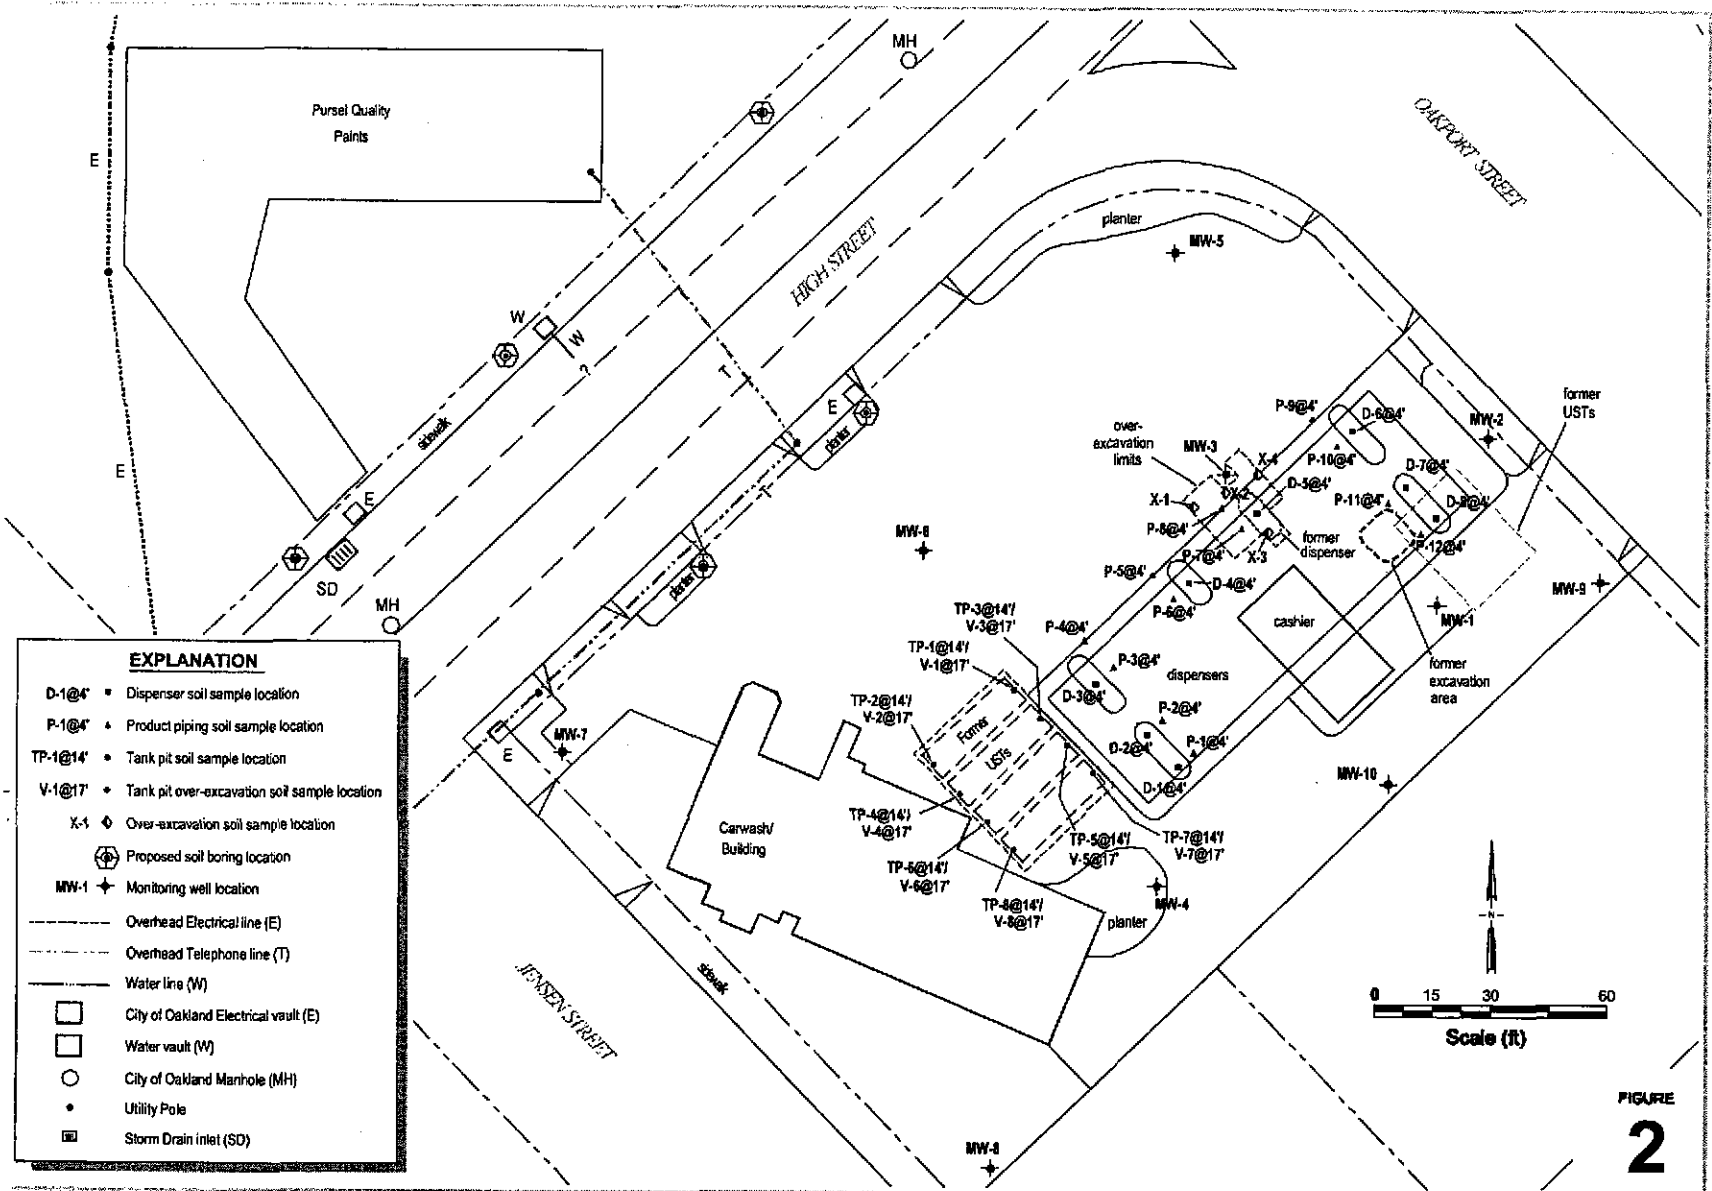 MH
Pursel Quality
Paints
E
OAKPORT STREET
planter
MW-5
HIGH STREET
W
W
?
T
E
planter
sidewalk
E
E
T
SD
MH
planter
MW-6
over-
excavation
limits
MW-3
X-4
X-1
X-2
D-5@4'
P-8@4'
P-7@4'
X-3
former
dispenser
P-9@4'
D-6@4'
P-10@4'
former
USTs
MW-2
D-7@4'
P-11@4'
D-8@4'
P-12@4'
MW-9
MW-1
P-5@4'
D-4@4'
P-6@4'
cashier
former
excavation
area
TP-3@14'/
V-3@17'
P-4@4'
TP-1@14'/
V-1@17'
P-3@4'
dispensers
D-3@4'
TP-2@14'/
V-2@17'
P-2@4'
D-2@4'
P-1@4'
D-1@4'
Former
USTs
MW-7
E
MW-10
TP-4@14'/
V-4@17'
Carwash/
Building
TP-5@14'/
V-5@17'
TP-7@14'/
V-7@17'
TP-6@14'/
V-6@17'
TP-8@14'/
V-8@17'
MW-4
planter
sidewalk
JENSEN STREET
MW-8
EXPLANATION
D-1@4' Dispenser soil sample location
P-1@4' Product piping soil sample location
TP-1@14' Tank pit soil sample location
V-1@17' Tank pit over-excavation soil sample location
X-1 Over-excavation soil sample location
Proposed soil boring location
MW-1 Monitoring well location
Overhead Electrical line (E)
Overhead Telephone line (T)
Water line (W)
City of Oakland Electrical vault (E)
Water vault (W)
City of Oakland Manhole (MH)
Utility Pole
Storm Drain inlet (SD)
N
0 15 30 60
Scale (ft)
FIGURE
2